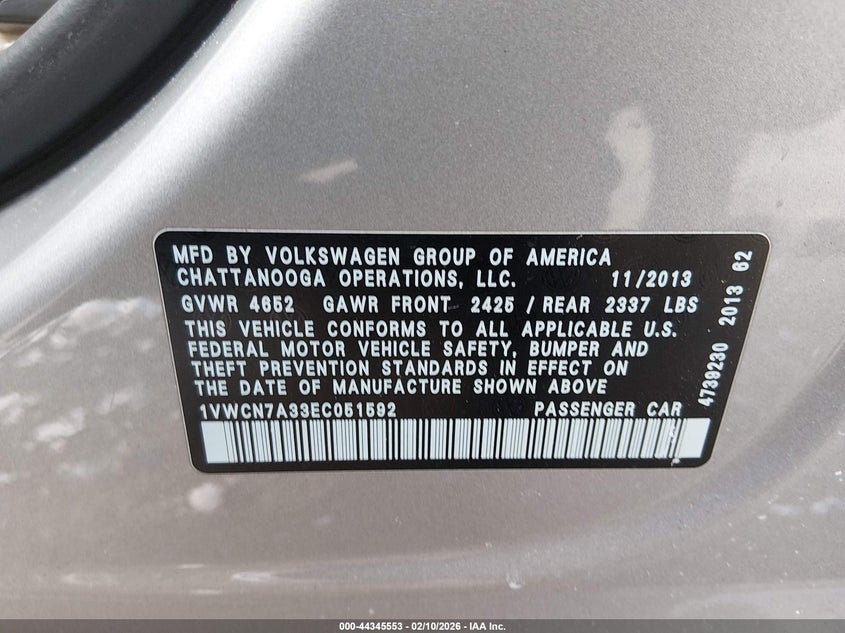 MFD BY VOLKSWAGEN GROUP OF AMERICA
CHATTANOOGA OPERATIONS, LLC. 11/2013
GVWR 4652 GAWR FRONT 2425 / REAR 2337 LBS
THIS VEHICLE CONFORMS TO ALL APPLICABLE U.S.
FEDERAL MOTOR VEHICLE SAFETY, BUMPER AND
THEFT PREVENTION STANDARDS IN EFFECT ON
THE DATE OF MANUFACTURE SHOWN ABOVE
1VWCN7A33EC051592 PASSENGER CAR
4739230 2013 62
000-44345553 — 02/10/2026 — IAA Inc.